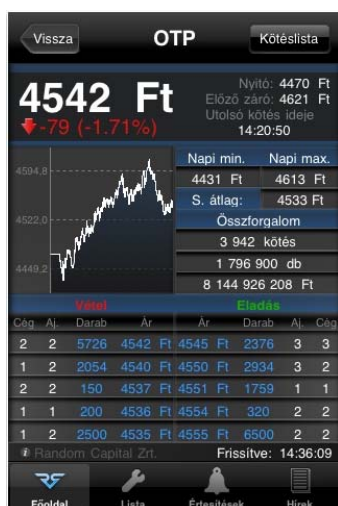 Vissza OTP Kötéslista
4542 Ft
-79 (-1.71%)
Nyitó: 4470 Ft
Előző záró: 4621 Ft
Utolsó kötés ideje
14:20:50
4594,8
4522,0
4449,2
Napi min. Napi max.
4431 Ft 4613 Ft
S. átlag: 4533 Ft
Összforgalom
3 942 kötés
1 796 900 db
8 144 926 208 Ft
Vétel Eladás
Cég Aj. Darab Ár Ár Darab Aj. Cég
2 2 5726 4542 Ft 4545 Ft 2376 3 3
1 2 2054 4540 Ft 4550 Ft 2934 3 2
2 2 150 4537 Ft 4551 Ft 1759 1 1
1 1 200 4536 Ft 4554 Ft 320 2 2
1 2 2500 4535 Ft 4555 Ft 6500 2 2
Random Capital Zrt. Frissítve: 14:36:09
Főoldal Lista Értesítések Hírek